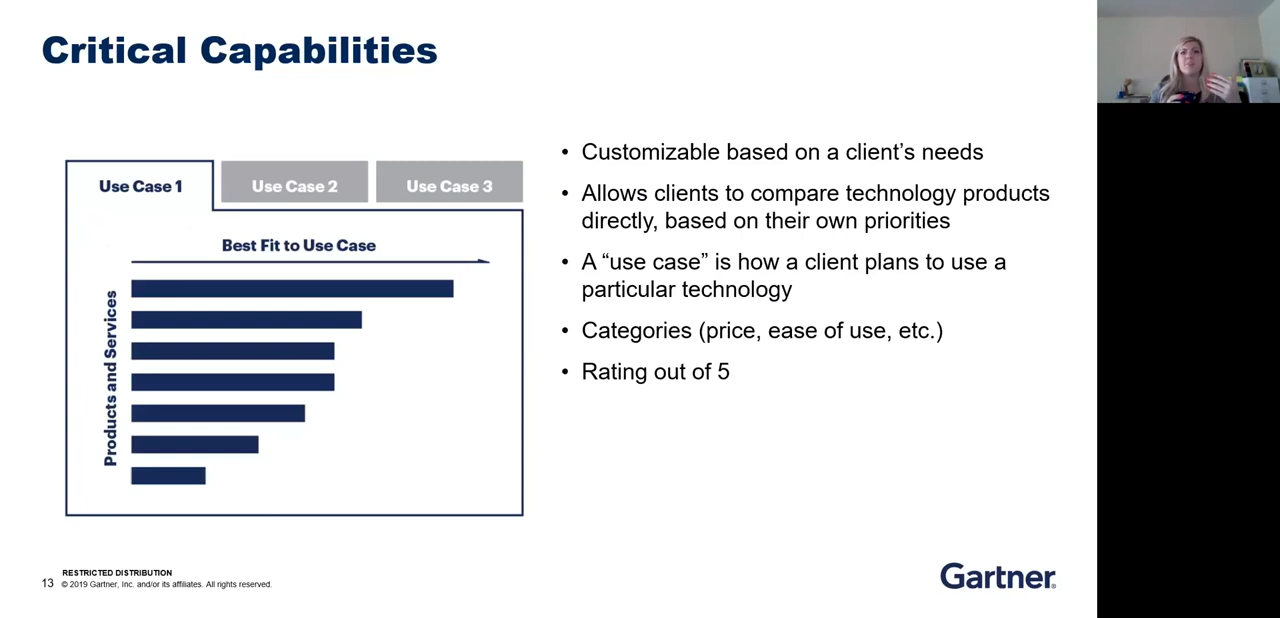 Critical Capabilities
Use Case 1
Use Case 2
Use Case 3
Best Fit to Use Case
Products and Services
• Customizable based on a client’s needs
• Allows clients to compare technology products
directly, based on their own priorities
• A “use case” is how a client plans to use a
particular technology
• Categories (price, ease of use, etc.)
• Rating out of 5
RESTRICTED DISTRIBUTION
13 © 2019 Gartner, Inc. and/or its affiliates. All rights reserved.
Gartner®